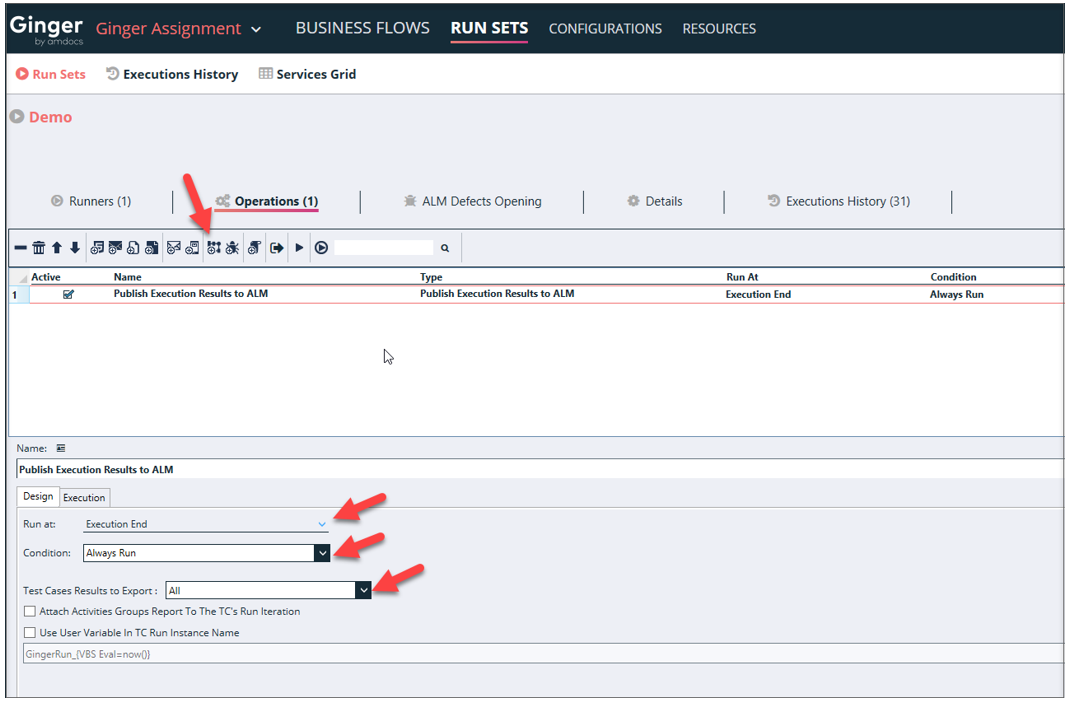 Ginger Ginger Assignment BUSINESS FLOWS RUN SETS CONFIGURATIONS RESOURCES
by amdocs
Run Sets Executions History Services Grid
Demo
Runners (1) Operations (1) ALM Defects Opening Details Executions History (31)
Active Name Type Run At Condition
1 Publish Execution Results to ALM Publish Execution Results to ALM Execution End Always Run
Name:
Publish Execution Results to ALM
Design Execution
Run at: Execution End
Condition: Always Run
Test Cases Results to Export : All
Attach Activities Groups Report To The TC's Run Iteration
Use User Variable In TC Run Instance Name
GingerRun_{VBS Eval=now()}